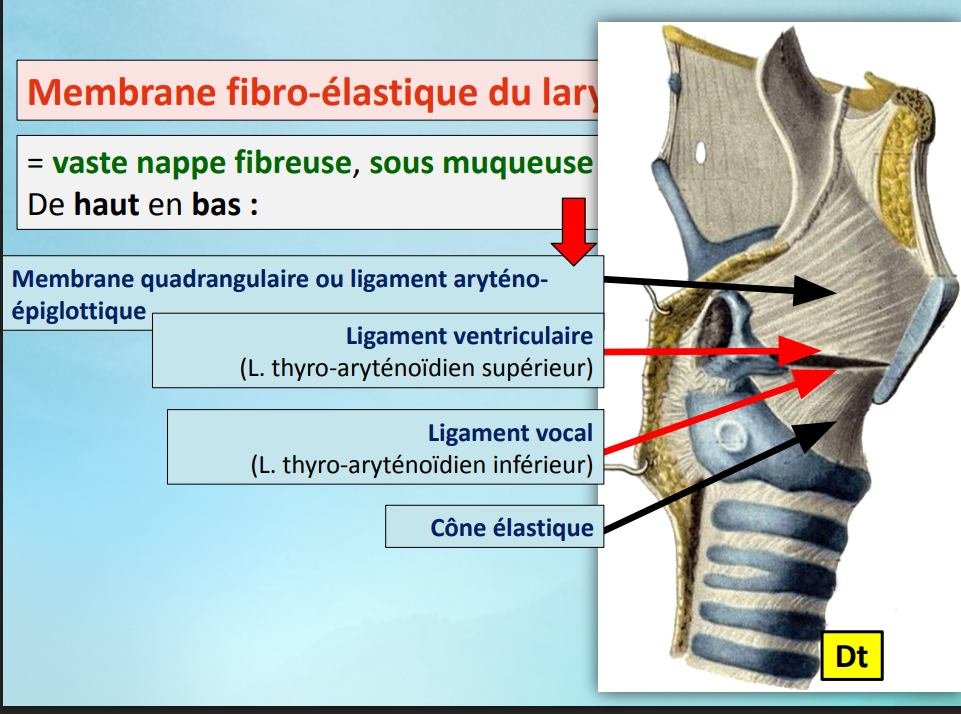 Membrane fibro-élastique du lary
= vaste nappe fibreuse, sous muqueuse
De haut en bas :
Membrane quadrangulaire ou ligament aryténo-
épiglottique
Ligament ventriculaire
(L. thyro-aryténoïdien supérieur)
Ligament vocal
(L. thyro-aryténoïdien inférieur)
Cône élastique
Dt